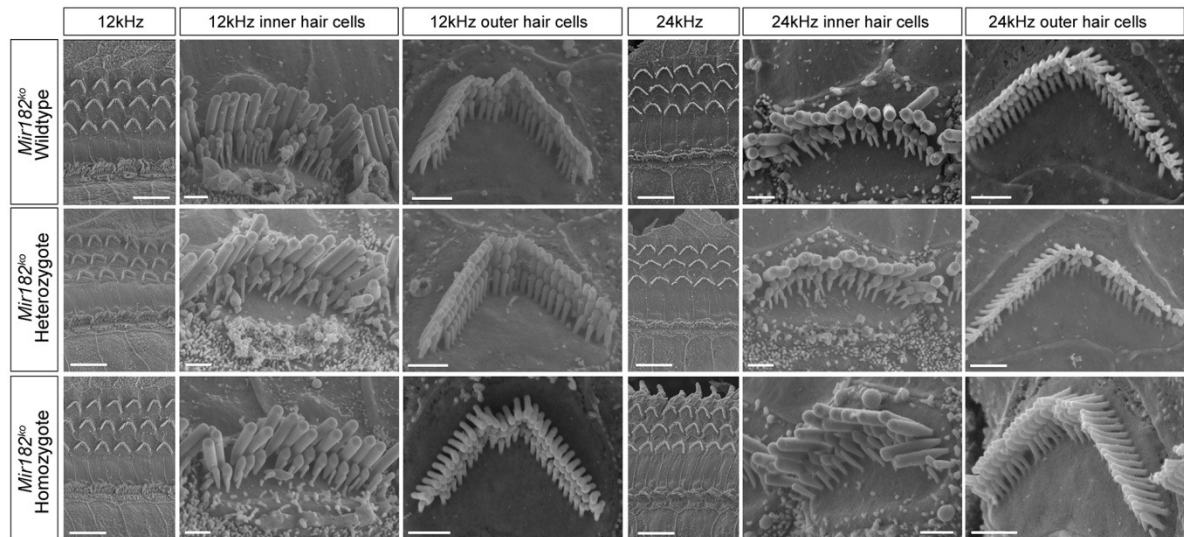 12kHz
12kHz inner hair cells
12kHz outer hair cells
24kHz
24kHz inner hair cells
24kHz outer hair cells
Mir182ko
Wildtype
Mir182ko
Heterozygote
Mir182ko
Homozygote